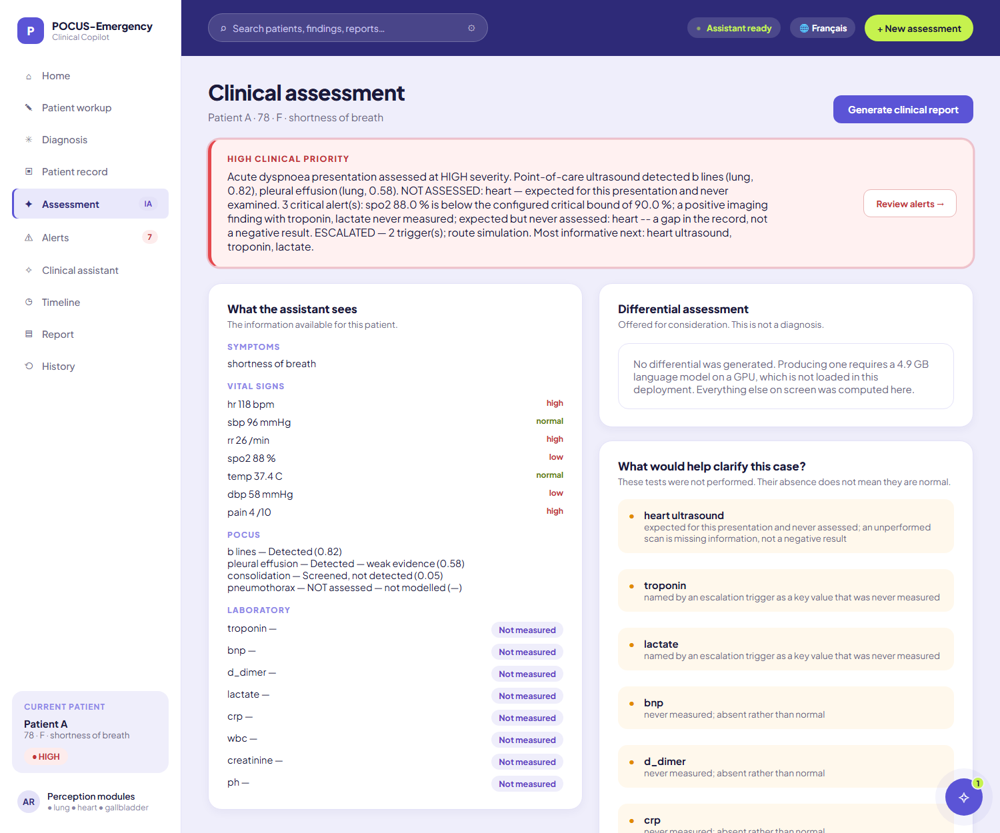 P
POCUS-Emergency
Clinical Copilot
Home
Patient workup
Diagnosis
Patient record
Assessment IA
Alerts 7
Clinical assistant
Timeline
Report
History
CURRENT PATIENT
Patient A
78 · F · shortness of breath
● HIGH
AR
Perception modules
● lung ● heart ● gallbladder
Search patients, findings, reports…
● Assistant ready
🌐 Français
+ New assessment
Clinical assessment
Patient A · 78 · F · shortness of breath
Generate clinical report
HIGH CLINICAL PRIORITY
Acute dyspnoea presentation assessed at HIGH severity. Point-of-care ultrasound detected b lines (lung,
0.82), pleural effusion (lung, 0.58). NOT ASSESSED: heart — expected for this presentation and never
examined. 3 critical alert(s): spo2 88.0 % is below the configured critical bound of 90.0 %; a positive imaging
finding with troponin, lactate never measured; expected but never assessed: heart -- a gap in the record, not
a negative result. ESCALATED — 2 trigger(s); route simulation. Most informative next: heart ultrasound,
troponin, lactate.
Review alerts →
What the assistant sees
The information available for this patient.
SYMPTOMS
shortness of breath
VITAL SIGNS
hr 118 bpm high
sbp 96 mmHg normal
rr 26 /min high
spo2 88 % low
temp 37.4 C normal
dbp 58 mmHg low
pain 4 /10 high
POCUS
b lines — Detected (0.82)
pleural effusion — Detected — weak evidence (0.58)
consolidation — Screened, not detected (0.05)
pneumothorax — NOT assessed — not modelled (—)
LABORATORY
troponin — Not measured
bnp — Not measured
d_dimer — Not measured
lactate — Not measured
crp — Not measured
wbc — Not measured
creatinine — Not measured
ph — Not measured
Differential assessment
Offered for consideration. This is not a diagnosis.
No differential was generated. Producing one requires a 4.9 GB
language model on a GPU, which is not loaded in this
deployment. Everything else on screen was computed here.
What would help clarify this case?
These tests were not performed. Their absence does not mean they are normal.
heart ultrasound
expected for this presentation and never assessed; an unperformed
scan is missing information, not a negative result
troponin
named by an escalation trigger as a key value that was never measured
lactate
named by an escalation trigger as a key value that was never measured
bnp
never measured; absent rather than normal
d_dimer
never measured; absent rather than normal
crp
never measured; absent rather than normal
1